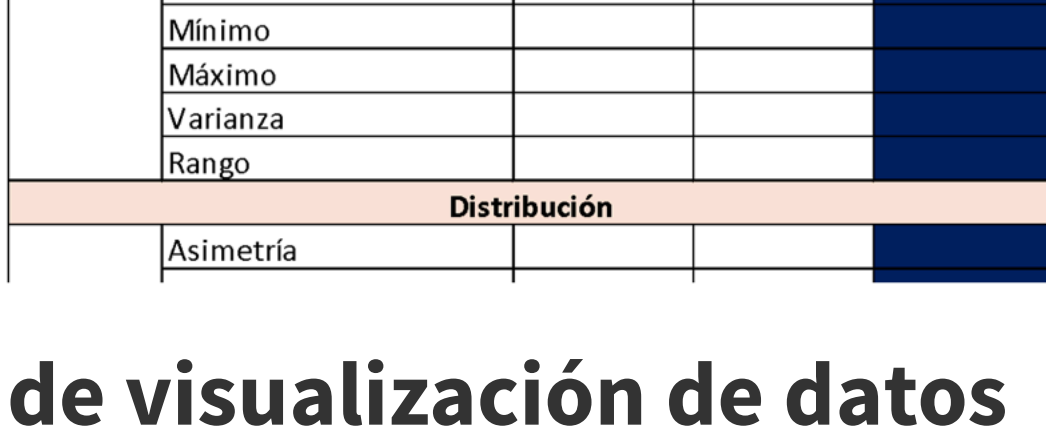 Mínimo
Máximo
Varianza
Rango
Distribución
Asimetría
de visualización de datos